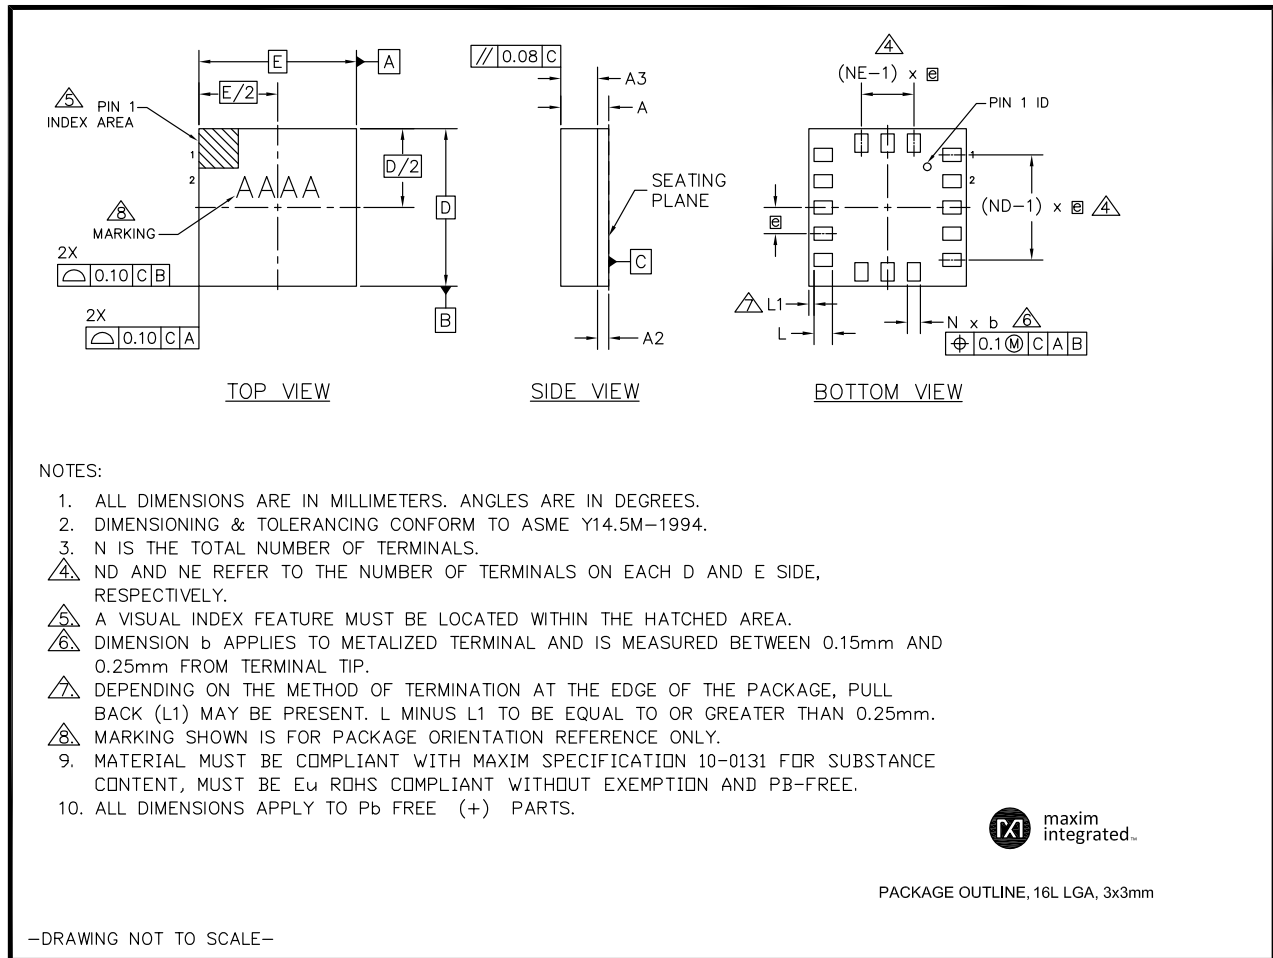 E
A
E/2
5 PIN 1
INDEX AREA
1
2
D/2
D
AAAA
8
MARKING
2X
0.10 C B
B
2X
0.10 C A
TOP VIEW
// 0.08 C
A3
A
SEATING
PLANE
C
A2
SIDE VIEW
4
(NE-1) x e
PIN 1 ID
1
2
(ND-1) x e 4
e
7 L1
L
N x b 6
⌖ 0.1 Ⓜ C A B
BOTTOM VIEW
NOTES:
1. ALL DIMENSIONS ARE IN MILLIMETERS. ANGLES ARE IN DEGREES.
2. DIMENSIONING & TOLERANCING CONFORM TO ASME Y14.5M-1994.
3. N IS THE TOTAL NUMBER OF TERMINALS.
4. ND AND NE REFER TO THE NUMBER OF TERMINALS ON EACH D AND E SIDE,
RESPECTIVELY.
5. A VISUAL INDEX FEATURE MUST BE LOCATED WITHIN THE HATCHED AREA.
6. DIMENSION b APPLIES TO METALIZED TERMINAL AND IS MEASURED BETWEEN 0.15mm AND
0.25mm FROM TERMINAL TIP.
7. DEPENDING ON THE METHOD OF TERMINATION AT THE EDGE OF THE PACKAGE, PULL
BACK (L1) MAY BE PRESENT. L MINUS L1 TO BE EQUAL TO OR GREATER THAN 0.25mm.
8. MARKING SHOWN IS FOR PACKAGE ORIENTATION REFERENCE ONLY.
9. MATERIAL MUST BE COMPLIANT WITH MAXIM SPECIFICATION 10-0131 FOR SUBSTANCE
CONTENT, MUST BE Eu ROHS COMPLIANT WITHOUT EXEMPTION AND PB-FREE.
10. ALL DIMENSIONS APPLY TO Pb FREE (+) PARTS.
maxim
integrated™
PACKAGE OUTLINE, 16L LGA, 3x3mm
-DRAWING NOT TO SCALE-